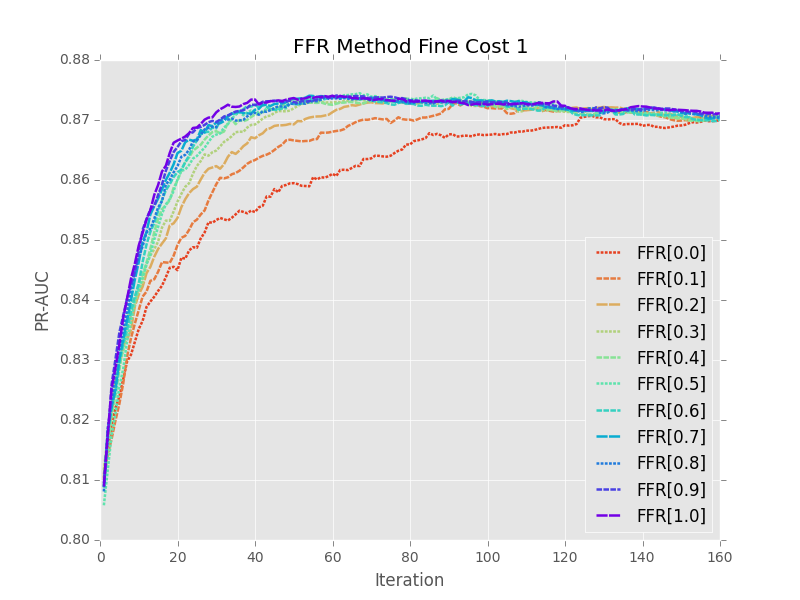 FFR Method Fine Cost 1
0.88
0.87
0.86
0.85
0.84
0.83
0.82
0.81
0.80
PR-AUC
0 20 40 60 80 100 120 140 160
Iteration
FFR[0.0]
FFR[0.1]
FFR[0.2]
FFR[0.3]
FFR[0.4]
FFR[0.5]
FFR[0.6]
FFR[0.7]
FFR[0.8]
FFR[0.9]
FFR[1.0]